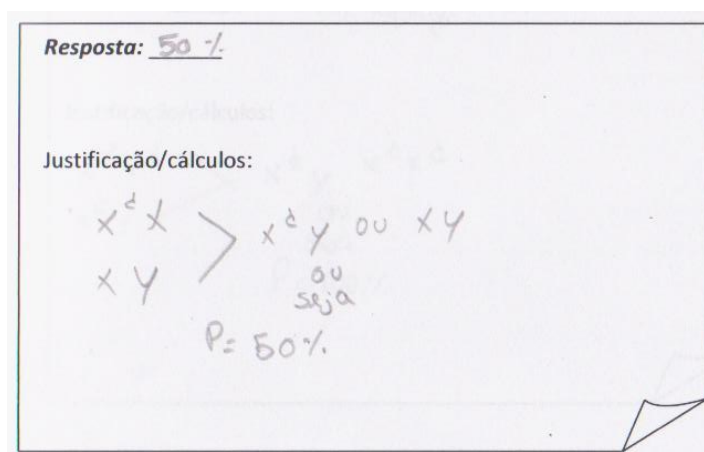 Resposta: 50 %
Justificação/cálculos:
X^d X > X^d Y ou XY
X Y ou
seja
P= 50%